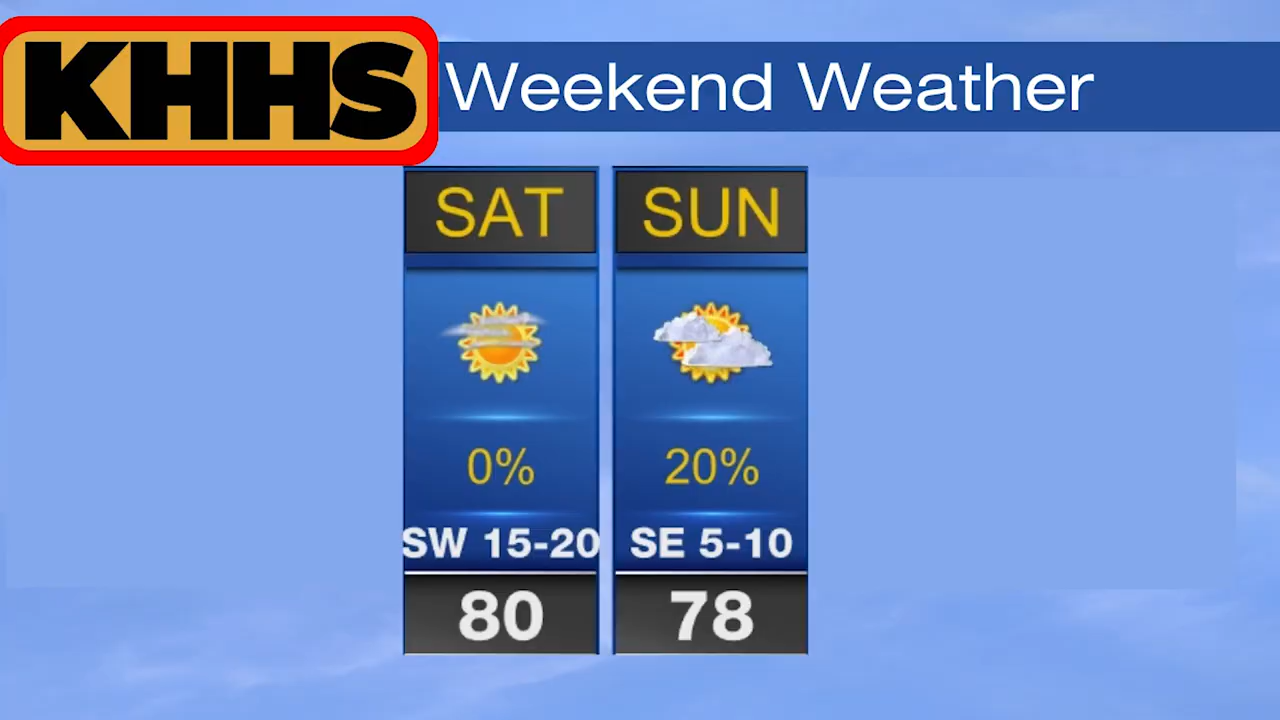 KHHS
Weekend Weather
SAT
0%
SW 15-20
80
SUN
20%
SE 5-10
78